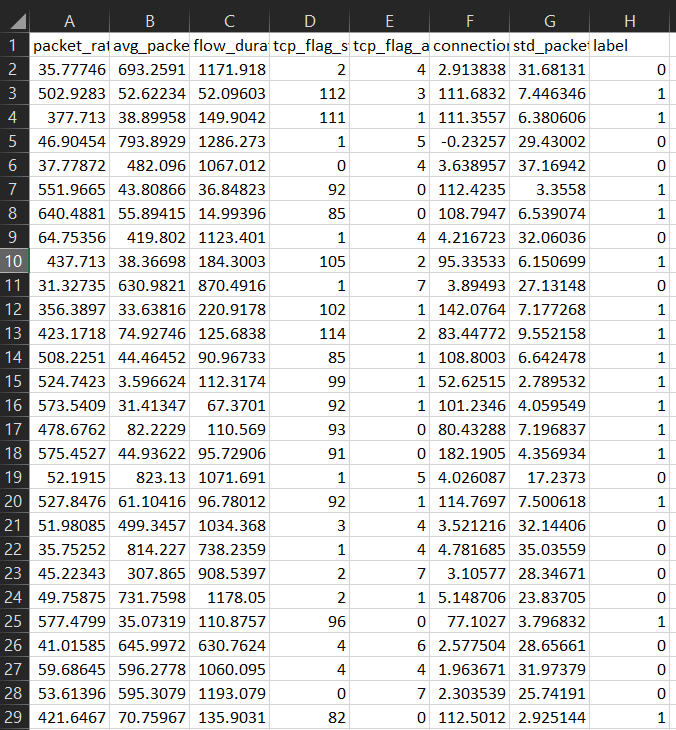 A B C D E F G H
1 packet_rat avg_packe flow_durat tcp_flag_s tcp_flag_a connection std_packet label
2 35.77746 693.2591 1171.918 2 4 2.913838 31.68131 0
3 502.9283 52.62234 52.09603 112 3 111.6832 7.446346 1
4 377.713 38.89958 149.9042 111 1 111.3557 6.380606 1
5 46.90454 793.8929 1286.273 1 5 -0.23257 29.43002 0
6 37.77872 482.096 1067.012 0 4 3.638957 37.16942 0
7 551.9665 43.80866 36.84823 92 0 112.4235 3.3558 1
8 640.4881 55.89415 14.99396 85 0 108.7947 6.539074 1
9 64.75356 419.802 1123.401 1 4 4.216723 32.06036 0
10 437.713 38.36698 184.3003 105 2 95.33533 6.150699 1
11 31.32735 630.9821 870.4916 1 7 3.89493 27.13148 0
12 356.3897 33.63816 220.9178 102 1 142.0764 7.177268 1
13 423.1718 74.92746 125.6838 114 2 83.44772 9.552158 1
14 508.2251 44.46452 90.96733 85 1 108.8003 6.642478 1
15 524.7423 3.596624 112.3174 99 1 52.62515 2.789532 1
16 573.5409 31.41347 67.3701 92 1 101.2346 4.059549 1
17 478.6762 82.2229 110.569 93 0 80.43288 7.196837 1
18 575.4527 44.93622 95.72906 91 0 182.1905 4.356934 1
19 52.1915 823.13 1071.691 1 5 4.026087 17.2373 0
20 527.8476 61.10416 96.78012 92 1 114.7697 7.500618 1
21 51.98085 499.3457 1034.368 3 4 3.521216 32.14406 0
22 35.75252 814.227 738.2359 1 4 4.781685 35.03559 0
23 45.22343 307.865 908.5397 2 7 3.10577 28.34671 0
24 49.75875 731.7598 1178.05 2 1 5.148706 23.83705 0
25 577.4799 35.07319 110.8757 96 0 77.1027 3.796832 1
26 41.01585 645.9972 630.7624 4 6 2.577504 28.65661 0
27 59.68645 596.2778 1060.095 4 4 1.963671 31.97379 0
28 53.61396 595.3079 1193.079 0 7 2.303539 25.74191 0
29 421.6467 70.75967 135.9031 82 0 112.5012 2.925144 1